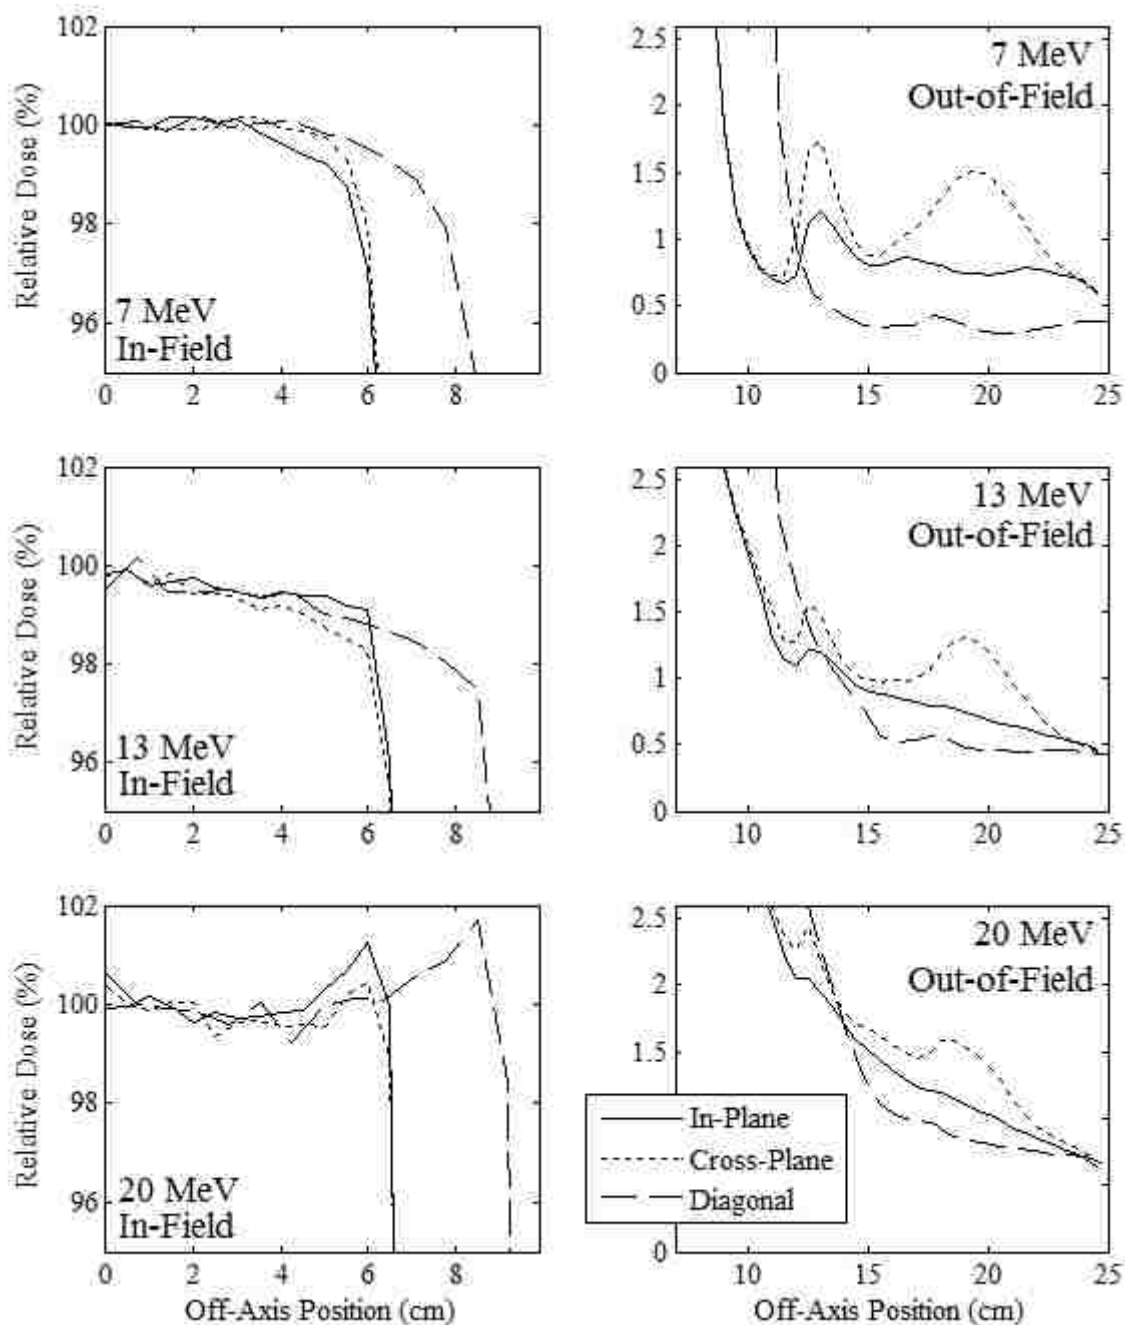 102
100
98
96
Relative Dose (%)
7 MeV
In-Field
0
2
4
6
8
2.5
2
1.5
1
0.5
0
7 MeV
Out-of-Field
10
15
20
25
102
100
98
96
Relative Dose (%)
13 MeV
In-Field
0
2
4
6
8
2.5
2
1.5
1
0.5
0
13 MeV
Out-of-Field
10
15
20
25
102
100
98
96
Relative Dose (%)
20 MeV
In-Field
0
2
4
6
8
Off-Axis Position (cm)
2.5
2
1.5
0
20 MeV
Out-of-Field
In-Plane
Cross-Plane
Diagonal
10
15
20
25
Off-Axis Position (cm)